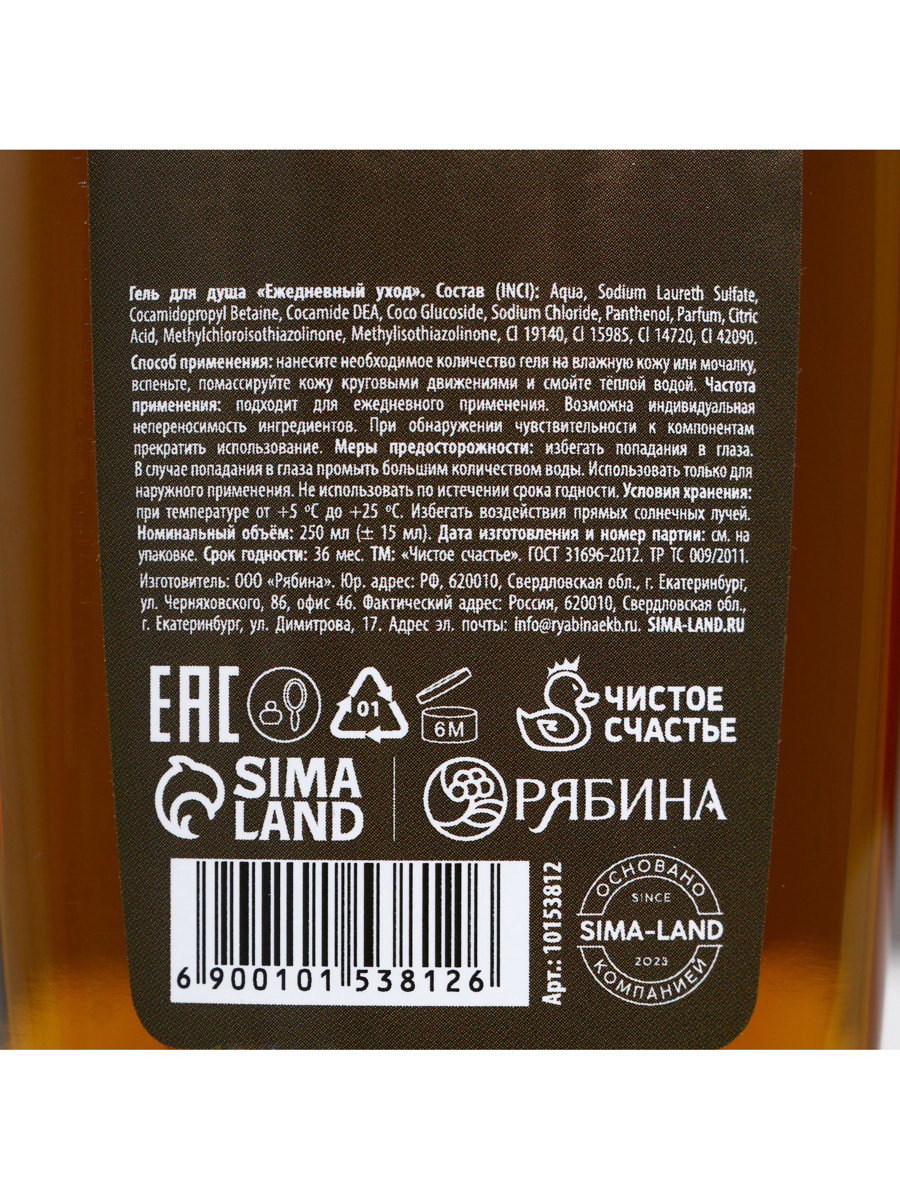 Гель для душа «Ежедневный уход». Состав (INCI): Aqua, Sodium Laureth Sulfate,
Cocamidopropyl Betaine, Cocamide DEA, Coco Glucoside, Sodium Chloride, Panthenol, Parfum, Citric
Acid, Methylchloroisothiazolinone, Methylisothiazolinone, Cl 19140, Cl 15985, Cl 14720, Cl 42090.
Способ применения: нанесите необходимое количество геля на влажную кожу или мочалку,
вспеньте, помассируйте кожу круговыми движениями и смойте тёплой водой. Частота
применения: подходит для ежедневного применения. Возможна индивидуальная
непереносимость ингредиентов. При обнаружении чувствительности к компонентам
прекратить использование. Меры предосторожности: избегать попадания в глаза.
В случае попадания в глаза промыть большим количеством воды. Использовать только для
наружного применения. Не использовать по истечении срока годности. Условия хранения:
при температуре от +5 ºС до +25 ºС. Избегать воздействия прямых солнечных лучей.
Номинальный объём: 250 мл (± 15 мл). Дата изготовления и номер партии: см. на
упаковке. Срок годности: 36 мес. ТМ: «Чистое счастье». ГОСТ 31696-2012. ТР ТС 009/2011.
Изготовитель: ООО «Рябина». Юр. адрес: РФ, 620010, Свердловская обл., г. Екатеринбург,
ул. Черняховского, 86, офис 46. Фактический адрес: Россия, 620010, Свердловская обл.,
г. Екатеринбург, ул. Димитрова, 17. Адрес эл. почты: info@ryabinaekb.ru. SIMA-LAND.RU
EAC
01
6М
ЧИСТОЕ
СЧАСТЬЕ
SIMA
LAND
РЯБИНА
6 900101 538126
Арт.: 10153812
ОСНОВАНО
SINCE
SIMA-LAND
2023
КОМПАНИЕЙ